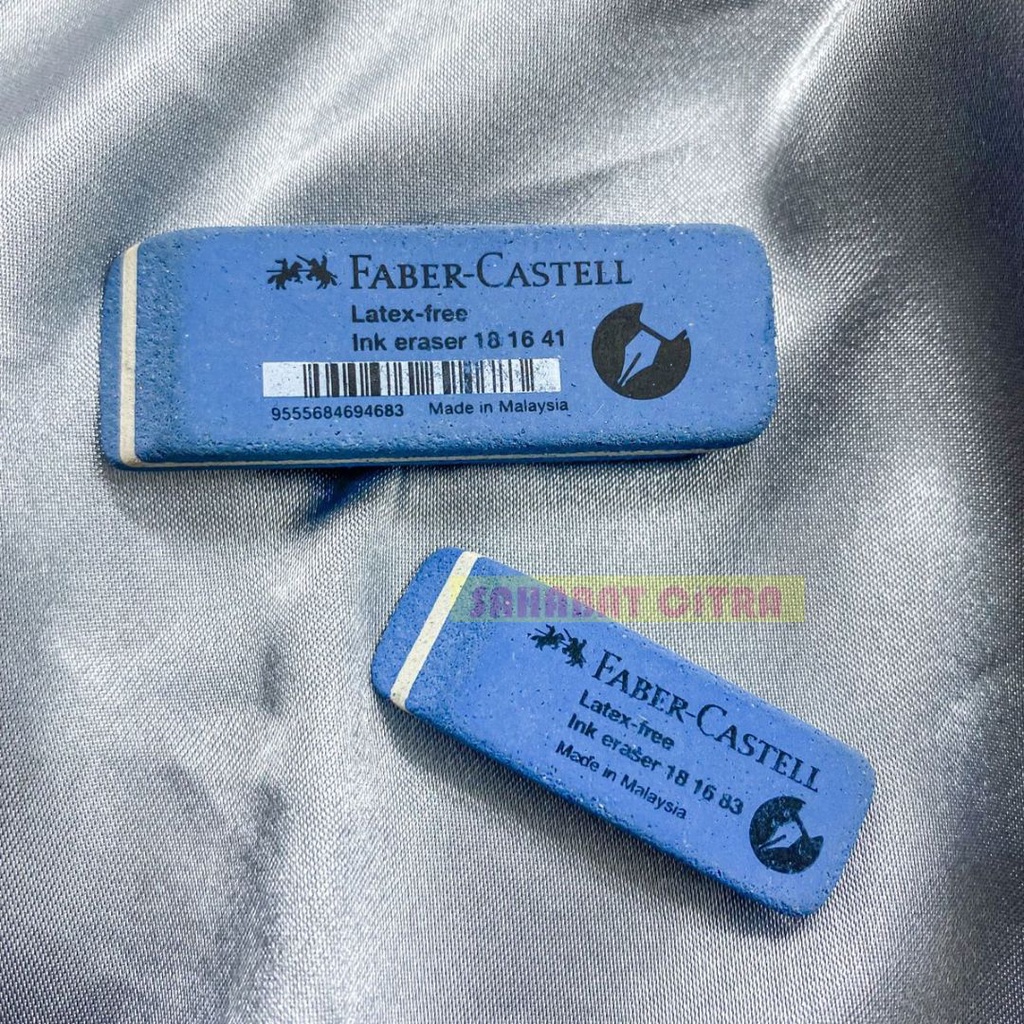 FABER-CASTELL
Latex-free
Ink eraser 18 16 41
9555684694683 Made in Malaysia
SAHABAT CITRA
FABER-CASTELL
Latex-free
Ink eraser 18 16 83
Made in Malaysia